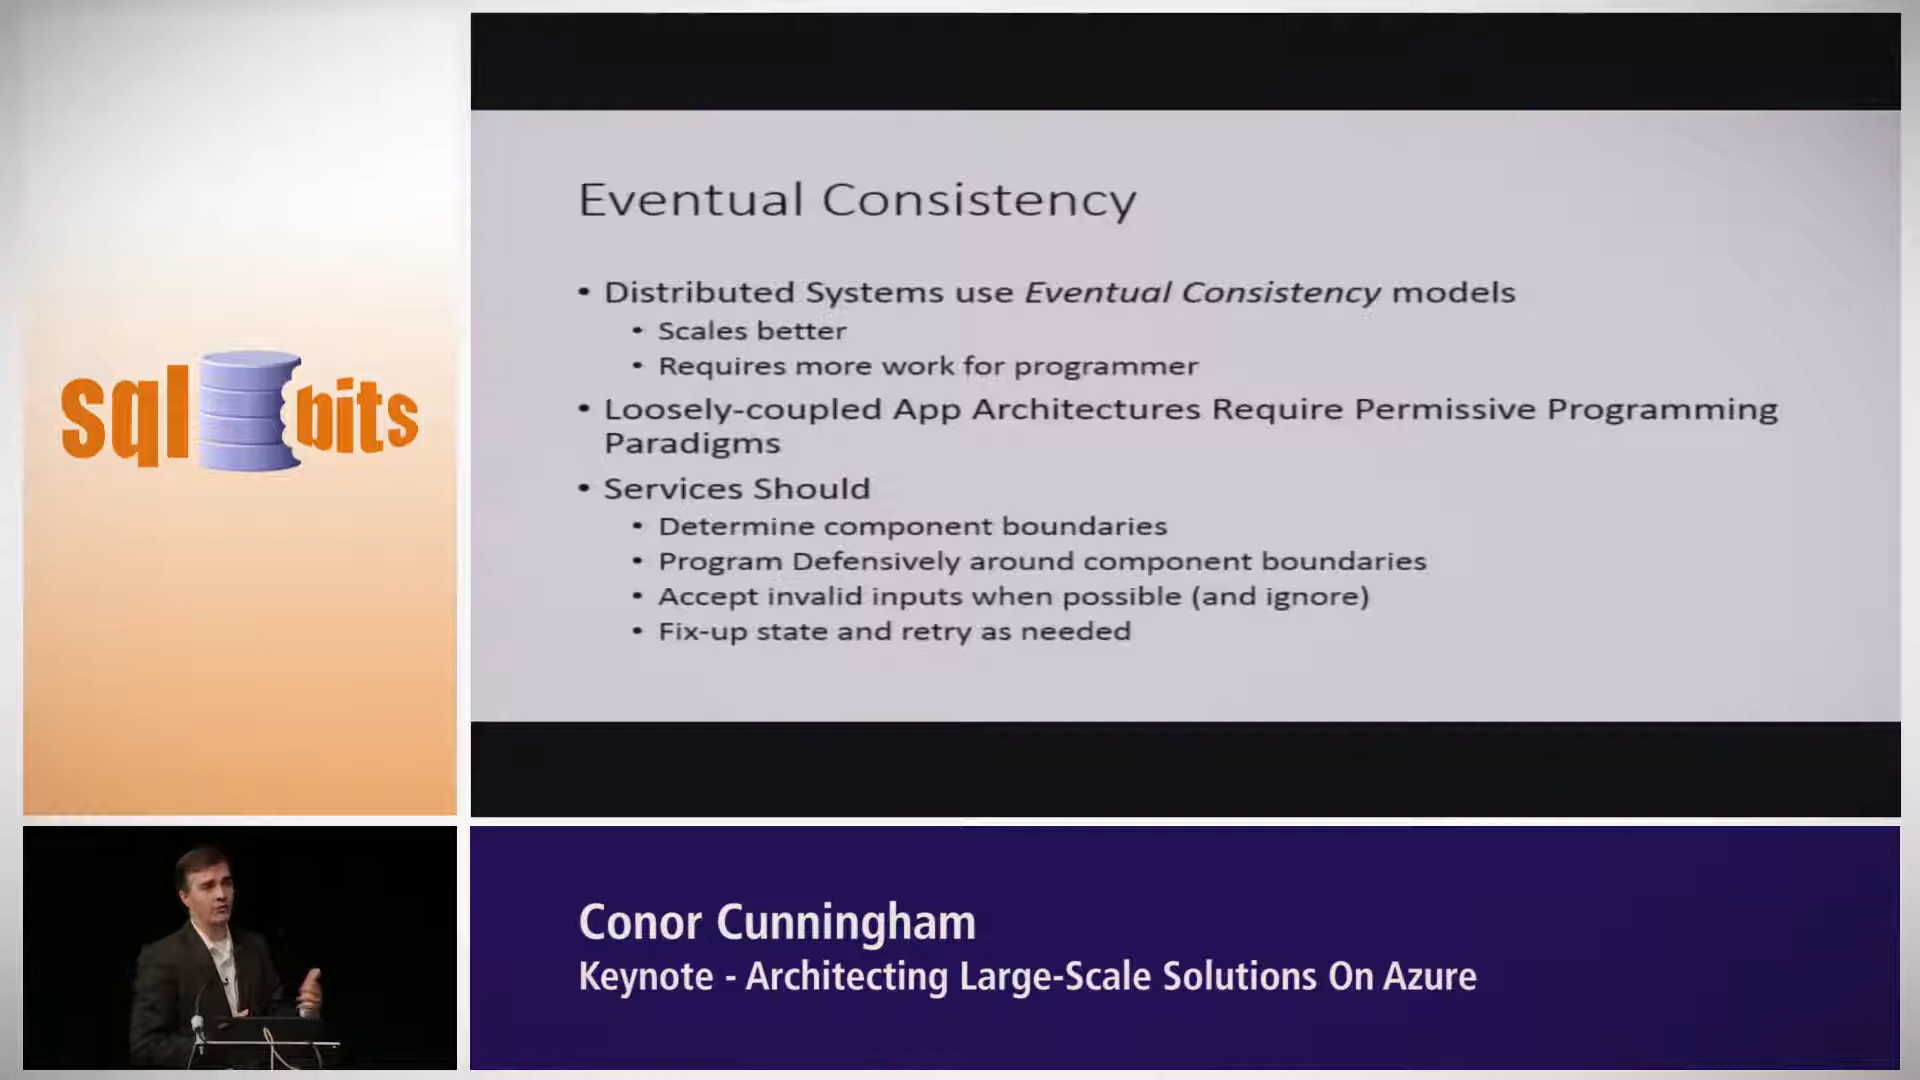 sql bits
Eventual Consistency
• Distributed Systems use Eventual Consistency models
• Scales better
• Requires more work for programmer
• Loosely-coupled App Architectures Require Permissive Programming
Paradigms
• Services Should
• Determine component boundaries
• Program Defensively around component boundaries
• Accept invalid inputs when possible (and ignore)
• Fix-up state and retry as needed
Conor Cunningham
Keynote - Architecting Large-Scale Solutions On Azure